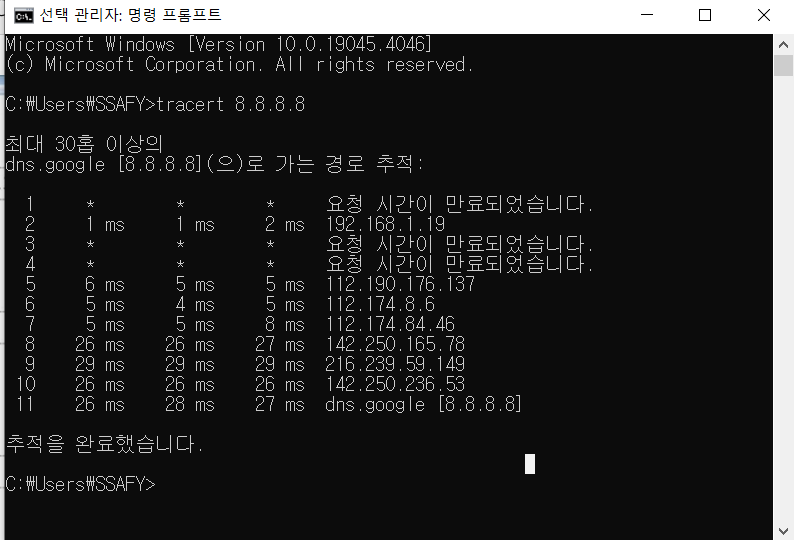 선택 관리자: 명령 프롬프트
Microsoft Windows [Version 10.0.19045.4046]
(c) Microsoft Corporation. All rights reserved.
C:₩Users₩SSAFY>tracert 8.8.8.8
최대 30홉 이상의
dns.google [8.8.8.8](으)로 가는 경로 추적:
1 * * * 요청 시간이 만료되었습니다.
2 1 ms 1 ms 2 ms 192.168.1.19
3 * * * 요청 시간이 만료되었습니다.
4 * * * 요청 시간이 만료되었습니다.
5 6 ms 5 ms 5 ms 112.190.176.137
6 5 ms 4 ms 5 ms 112.174.8.6
7 5 ms 5 ms 8 ms 112.174.84.46
8 26 ms 26 ms 27 ms 142.250.165.78
9 29 ms 29 ms 29 ms 216.239.59.149
10 26 ms 26 ms 26 ms 142.250.236.53
11 26 ms 28 ms 27 ms dns.google [8.8.8.8]
추적을 완료했습니다.
C:₩Users₩SSAFY>